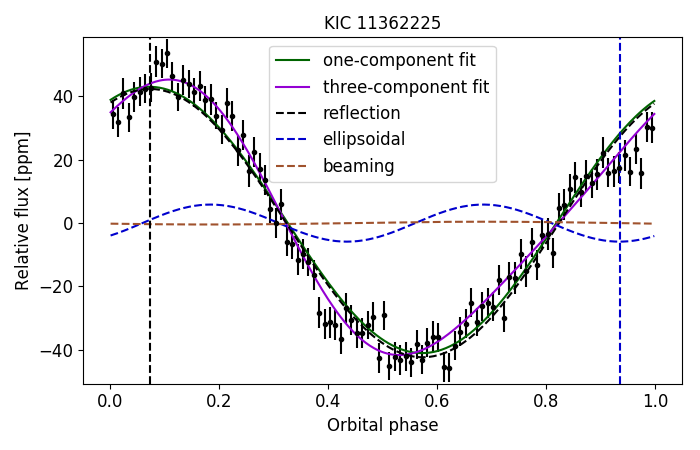 KIC 11362225
one-component fit
three-component fit
reflection
ellipsoidal
beaming
Relative flux [ppm]
40
20
0
−20
−40
0.0 0.2 0.4 0.6 0.8 1.0
Orbital phase